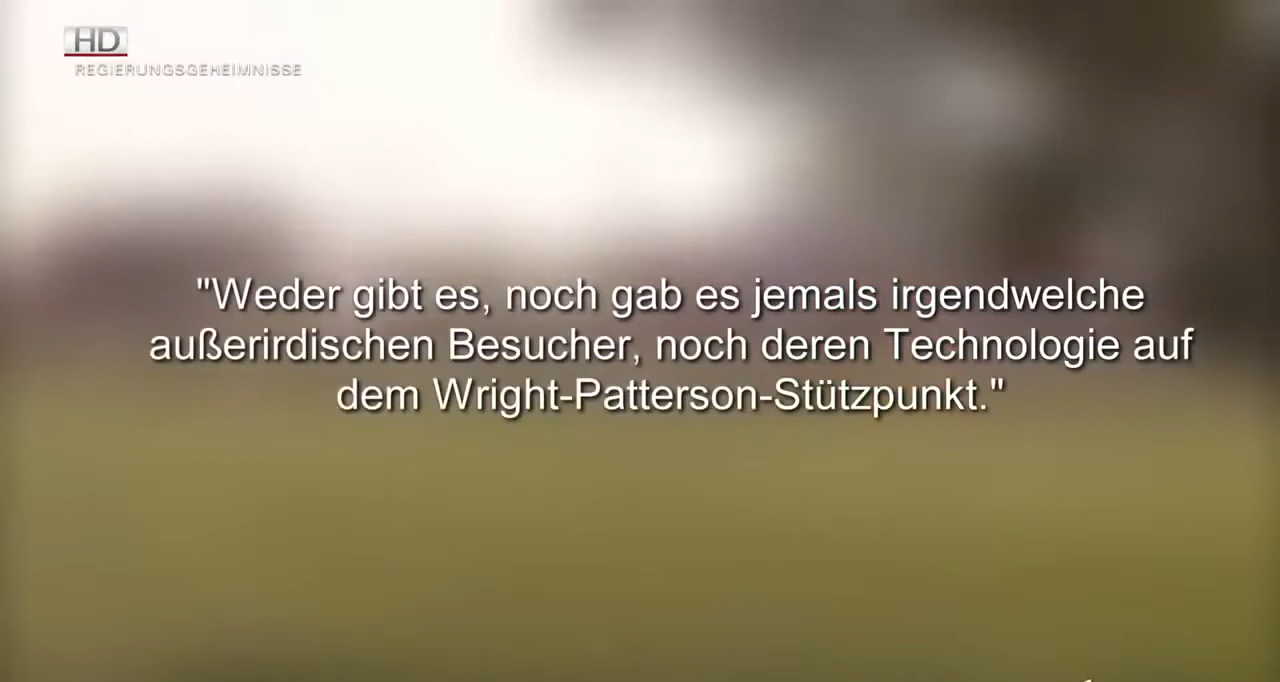 HD
REGIERUNGSGEHEIMNISSE
"Weder gibt es, noch gab es jemals irgendwelche
außerirdischen Besucher, noch deren Technologie auf
dem Wright-Patterson-Stützpunkt."